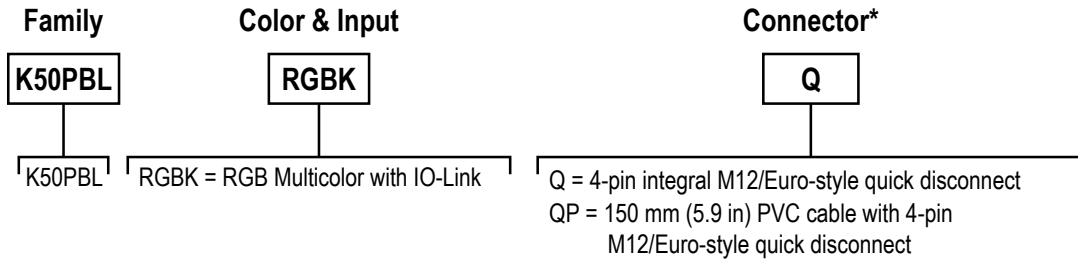 Family Color & Input Connector*
K50PBL RGBK Q
K50PBL RGBK = RGB Multicolor with IO-Link Q = 4-pin integral M12/Euro-style quick disconnect
QP = 150 mm (5.9 in) PVC cable with 4-pin
M12/Euro-style quick disconnect